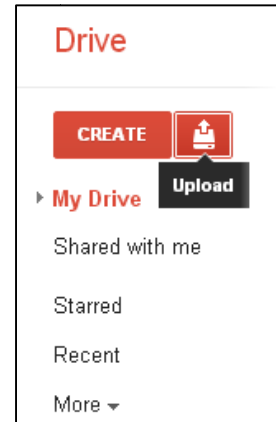 Drive
CREATE
Upload
My Drive
Shared with me
Starred
Recent
More